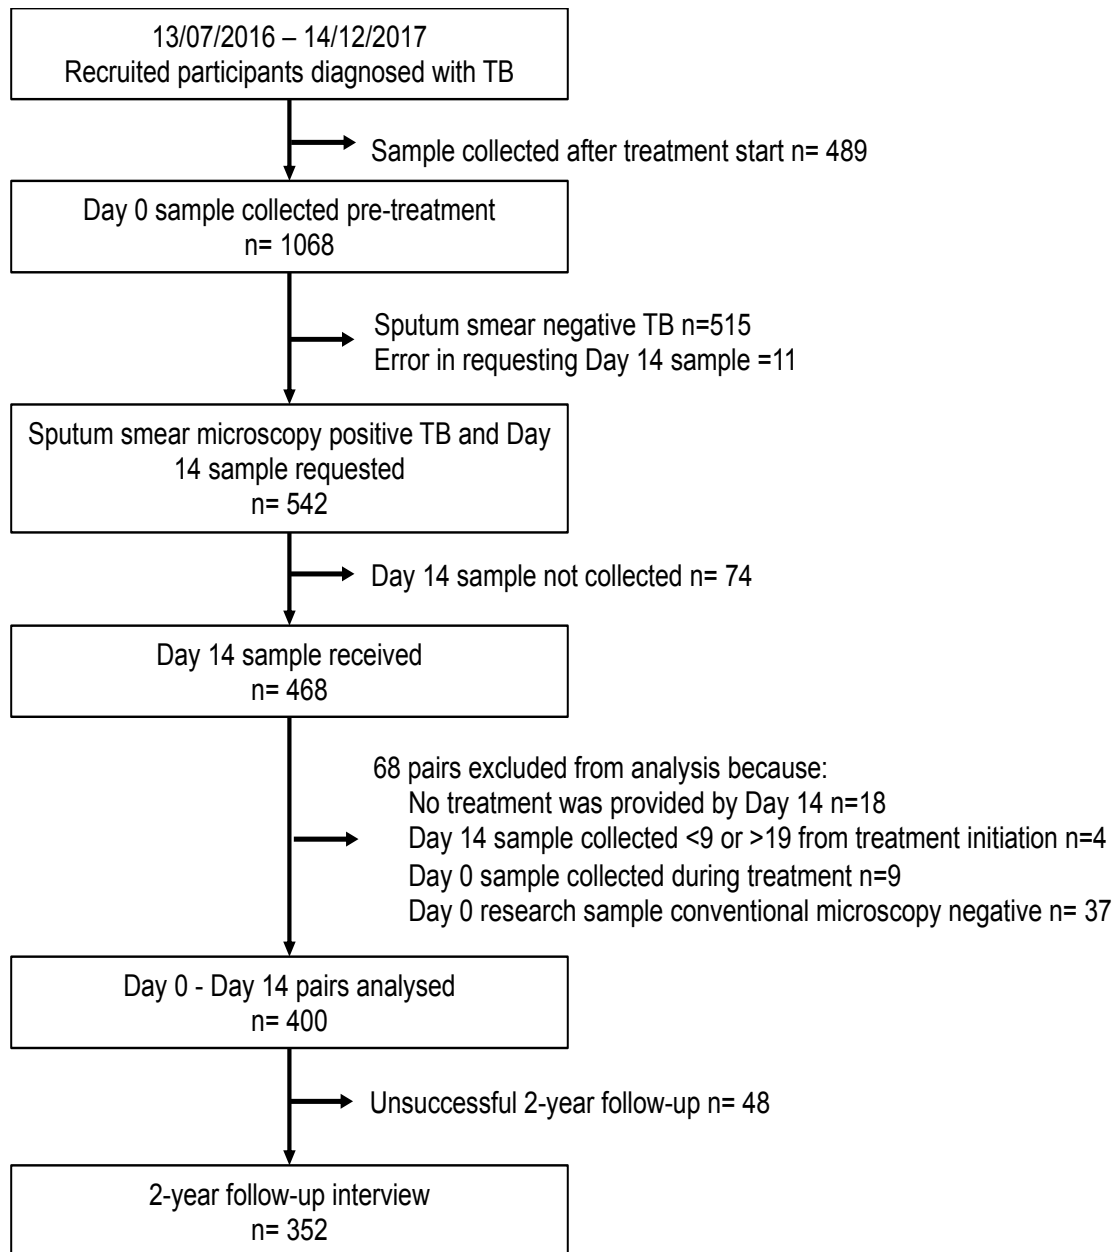 13/07/2016 – 14/12/2017
Recruited participants diagnosed with TB
Sample collected after treatment start n= 489
Day 0 sample collected pre-treatment
n= 1068
Sputum smear negative TB n=515
Error in requesting Day 14 sample =11
Sputum smear microscopy positive TB and Day
14 sample requested
n= 542
Day 14 sample not collected n= 74
Day 14 sample received
n= 468
68 pairs excluded from analysis because:
No treatment was provided by Day 14 n=18
Day 14 sample collected <9 or >19 from treatment initiation n=4
Day 0 sample collected during treatment n=9
Day 0 research sample conventional microscopy negative n= 37
Day 0 - Day 14 pairs analysed
n= 400
Unsuccessful 2-year follow-up n= 48
2-year follow-up interview
n= 352